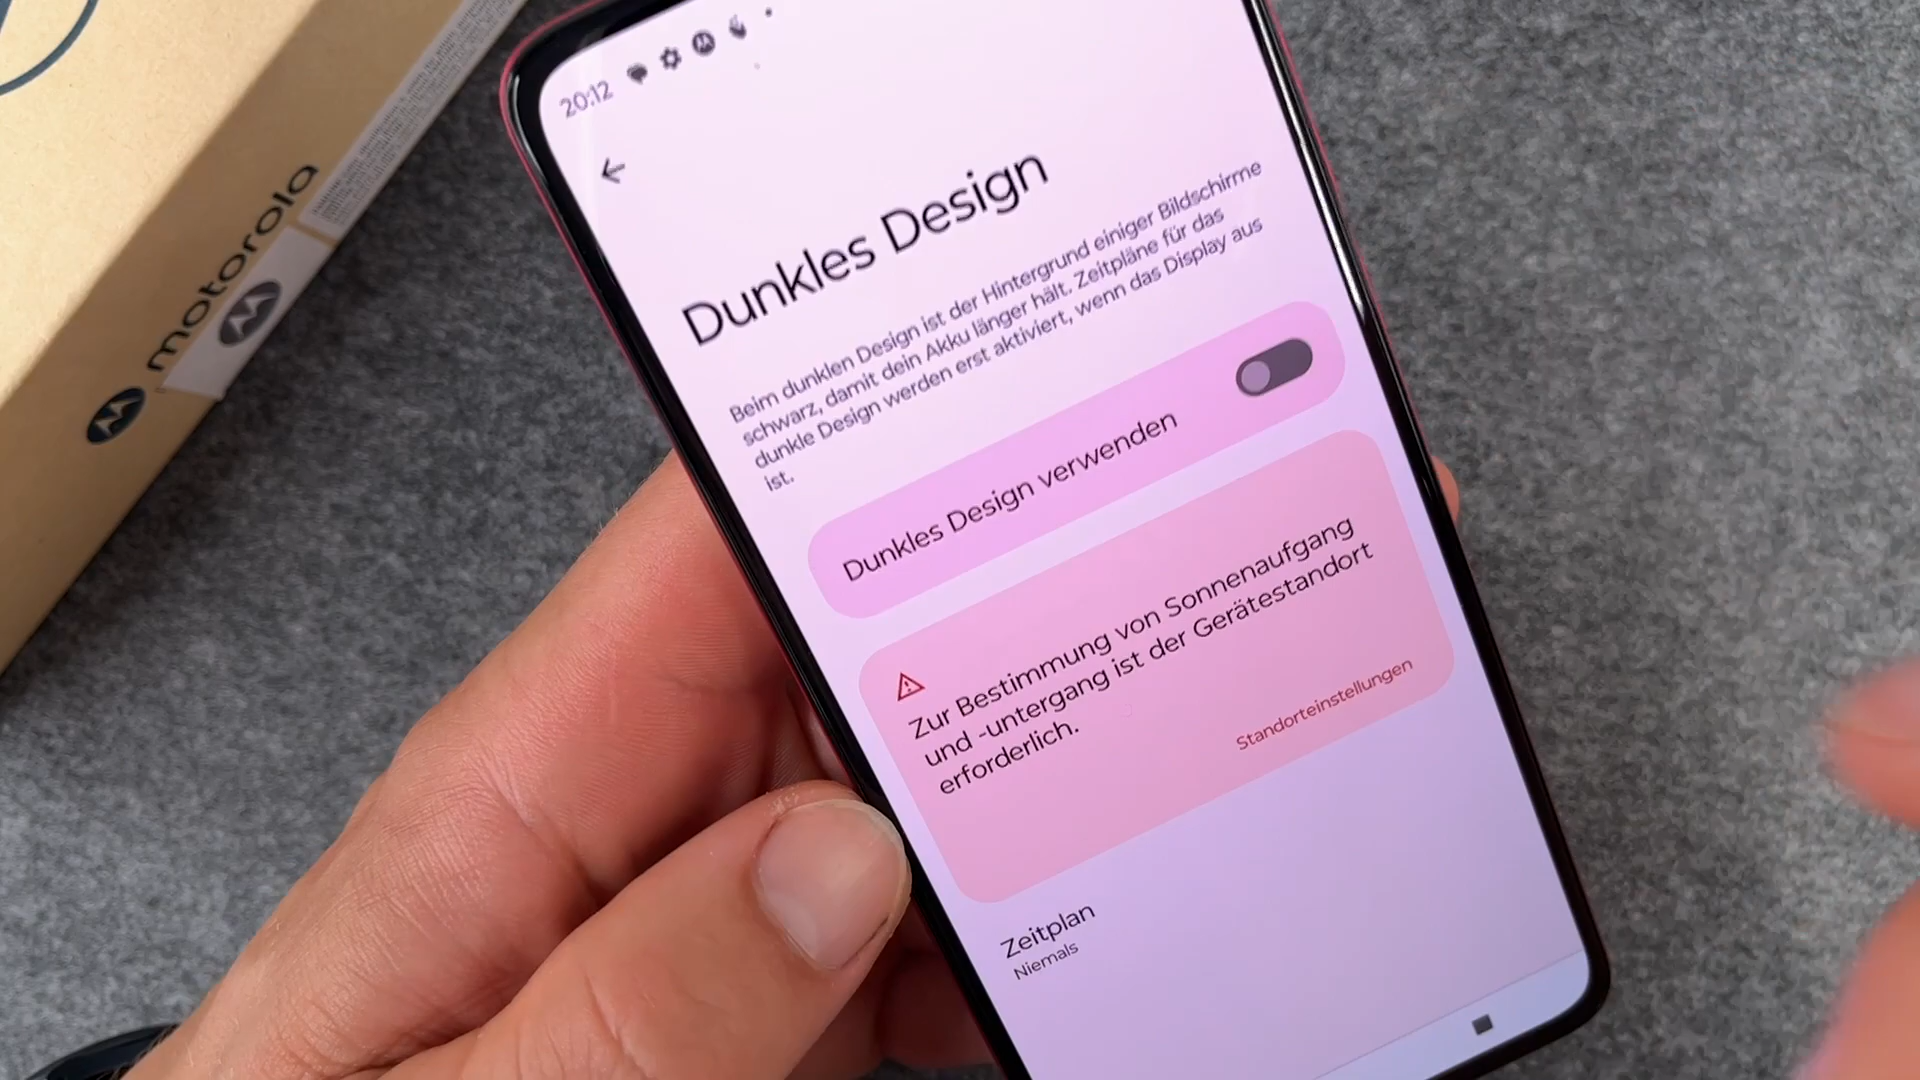 motorola
20:12
Dunkles Design
Beim dunklen Design ist der Hintergrund einiger Bildschirme
schwarz, damit dein Akku länger hält. Zeitpläne für das
dunkle Design werden erst aktiviert, wenn das Display aus
ist.
Dunkles Design verwenden
Zur Bestimmung von Sonnenaufgang
und -untergang ist der Gerätestandort
erforderlich.
Standorteinstellungen
Zeitplan
Niemals